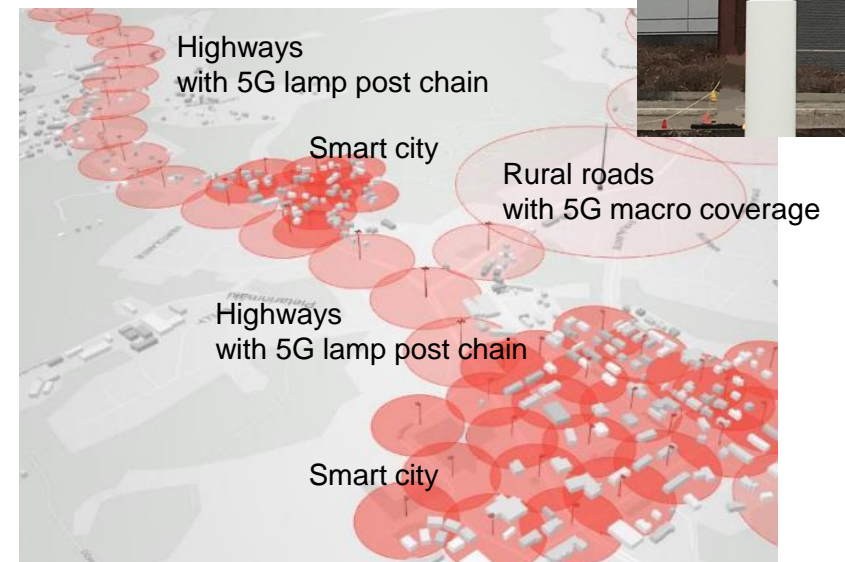 Highways
with 5G lamp post chain
Smart city
Rural roads
with 5G macro coverage
Highways
with 5G lamp post chain
Smart city